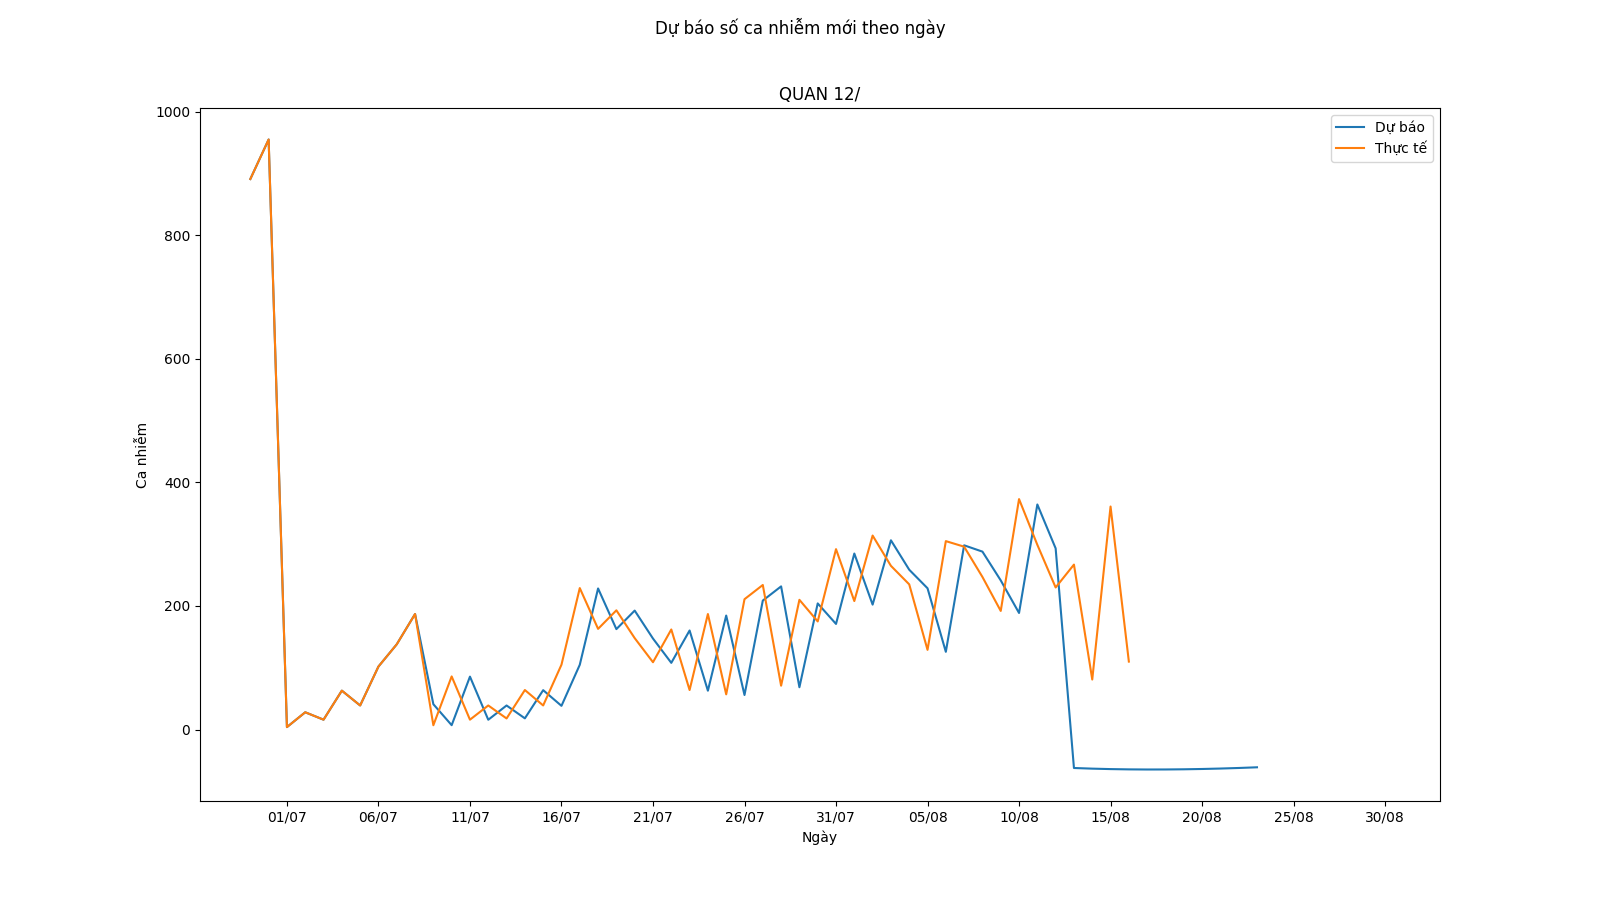 Dự báo số ca nhiễm mới theo ngày
QUAN 12/
1000
800
600
400
200
0
Ca nhiễm
Dự báo
Thực tế
01/07 06/07 11/07 16/07 21/07 26/07 31/07 05/08 10/08 15/08 20/08 25/08 30/08
Ngày